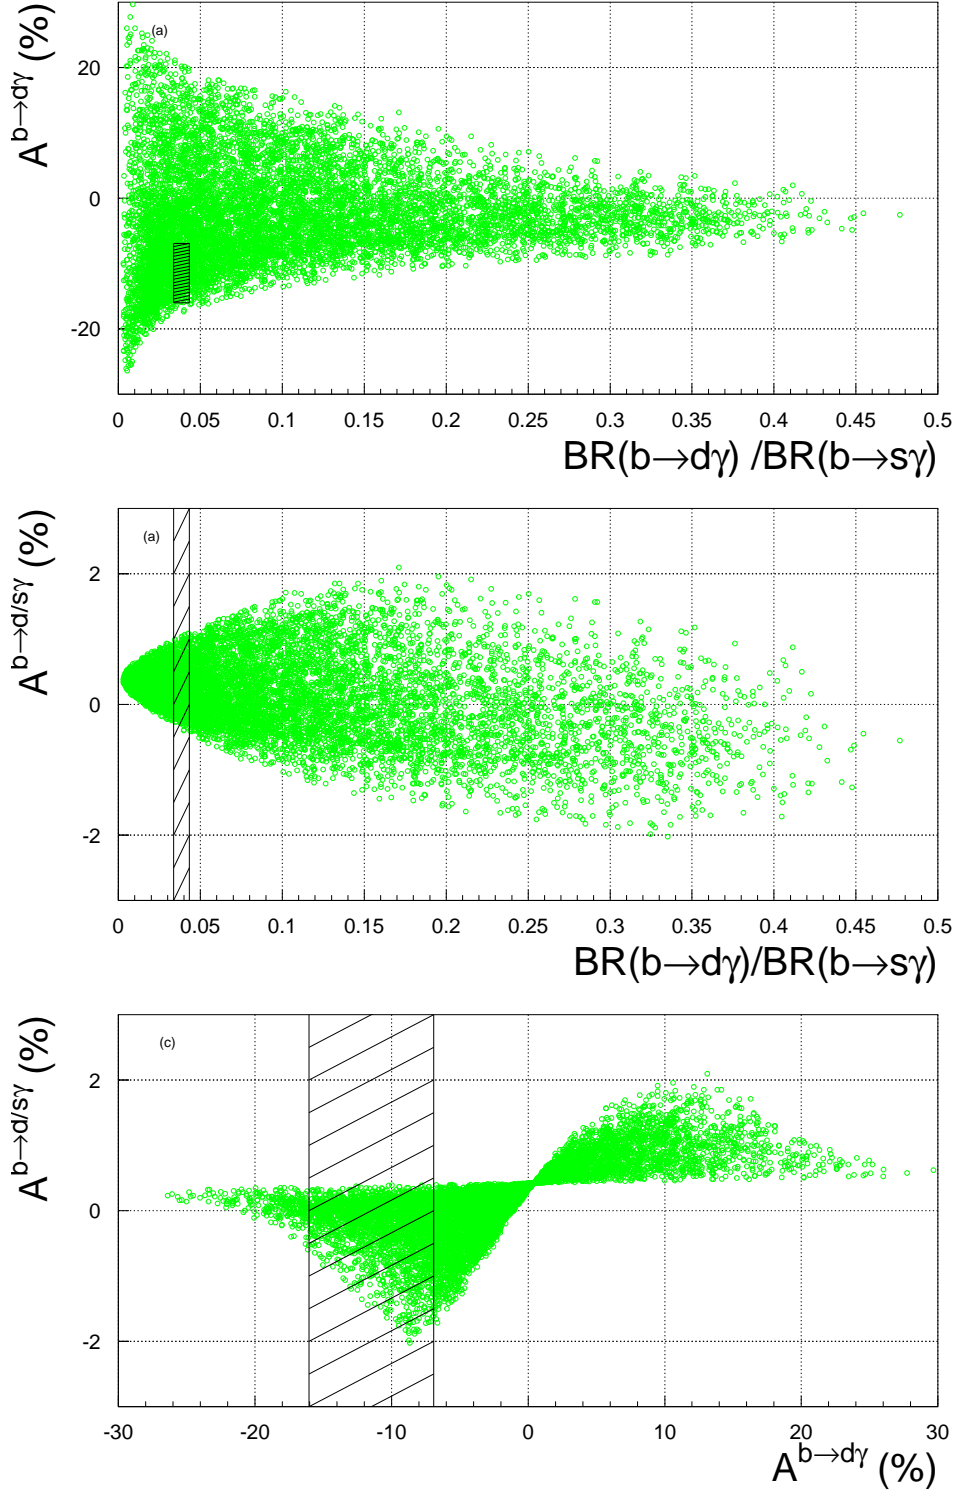 A^{b→dγ} (%)
(a)
20
0
-20
0 0.05 0.1 0.15 0.2 0.25 0.3 0.35 0.4 0.45 0.5
BR(b→dγ) /BR(b→sγ)
A^{b→d/sγ} (%)
(a)
2
0
-2
0 0.05 0.1 0.15 0.2 0.25 0.3 0.35 0.4 0.45 0.5
BR(b→dγ)/BR(b→sγ)
A^{b→d/sγ} (%)
(c)
2
0
-2
-30 -20 -10 0 10 20 30
A^{b→dγ} (%)